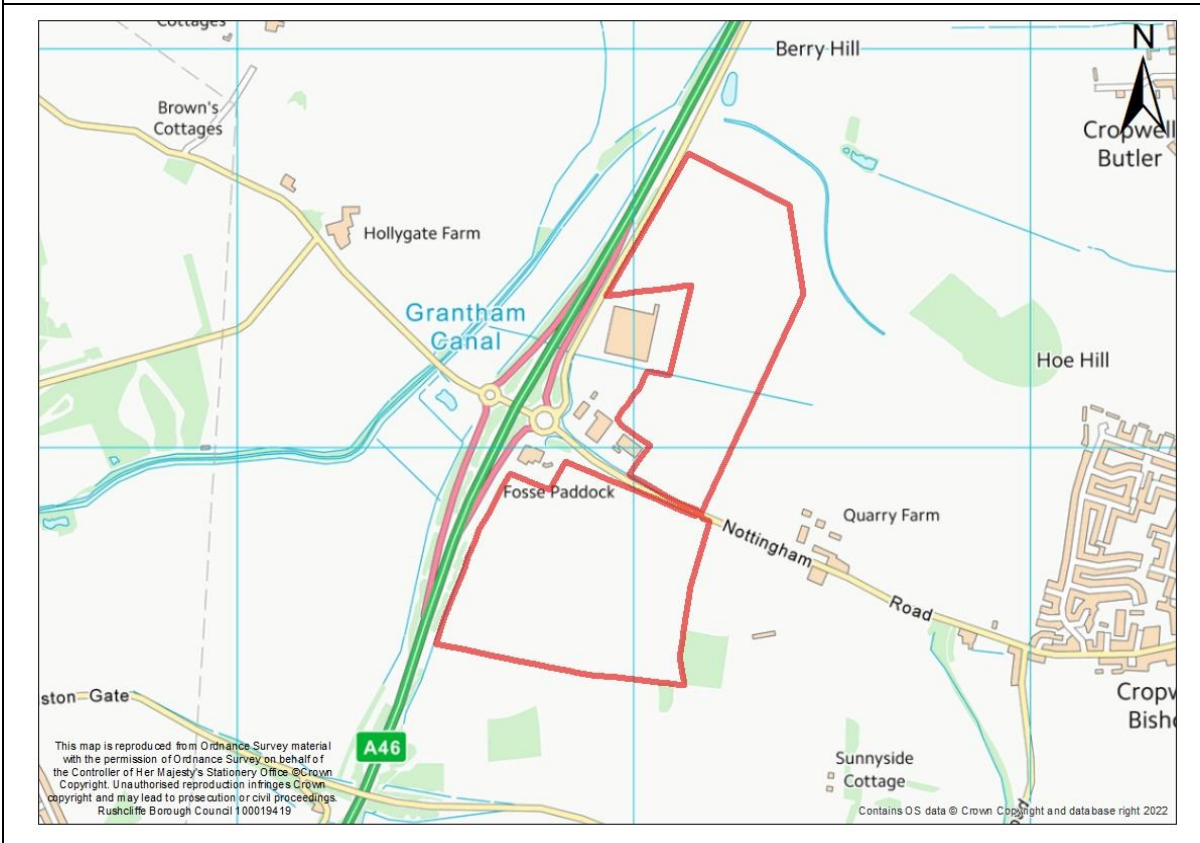 Cottages
Berry Hill
N
Brown's
Cottages
Cropwell
Butler
Hollygate Farm
Grantham
Canal
Hoe Hill
Fosse Paddock
Quarry Farm
Nottingham
Road
ston Gate
Cropw
Bisho
A46
Sunnyside
Cottage
This map is reproduced from Ordnance Survey material
with the permission of Ordnance Survey on behalf of
the Controller of Her Majesty's Stationery Office © Crown
Copyright. Unauthorised reproduction infringes Crown
copyright and may lead to prosecution or civil proceedings.
Rushcliffe Borough Council 100019419
Contains OS data © Crown Copyright and database right 2022